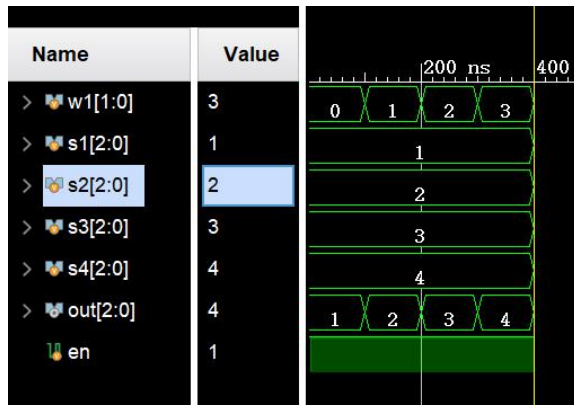 Name Value
200 ns 400
w1[1:0] 3 0 1 2 3
s1[2:0] 1 1
s2[2:0] 2 2
s3[2:0] 3 3
s4[2:0] 4 4
out[2:0] 4 1 2 3 4
en 1